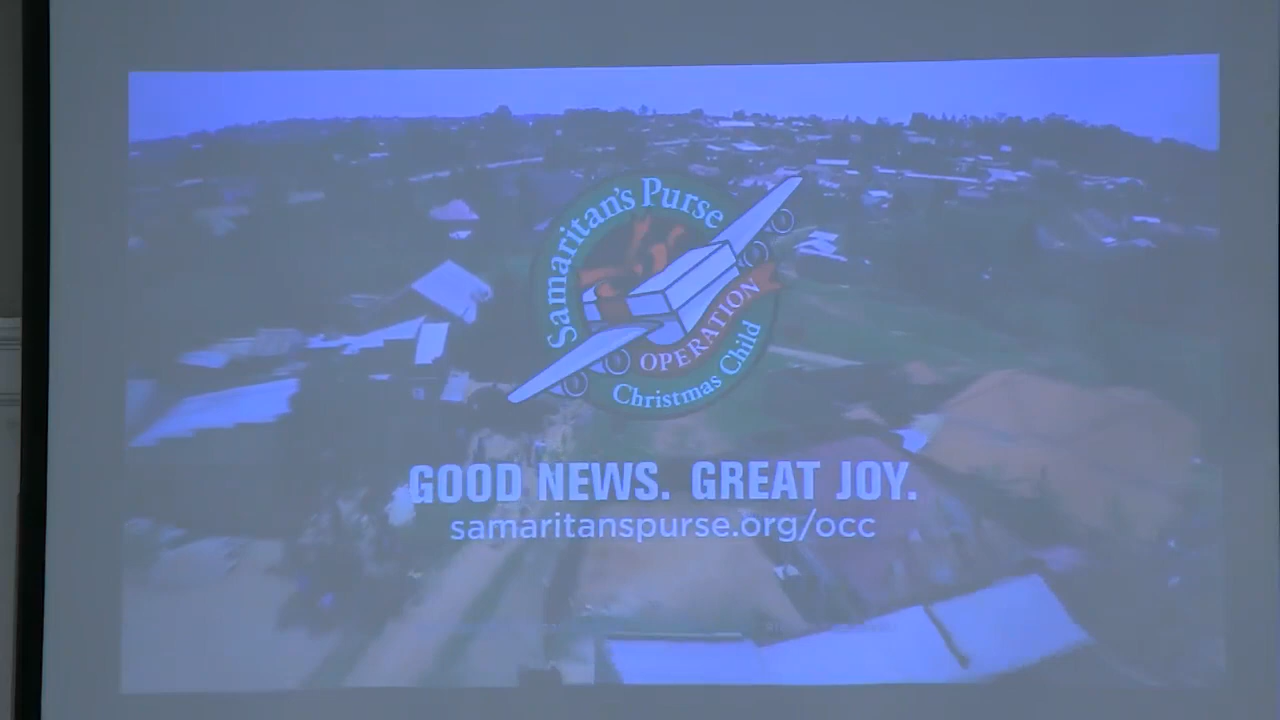 Samaritan's Purse
OPERATION
Christmas Child
GOOD NEWS. GREAT JOY.
samaritanspurse.org/occ